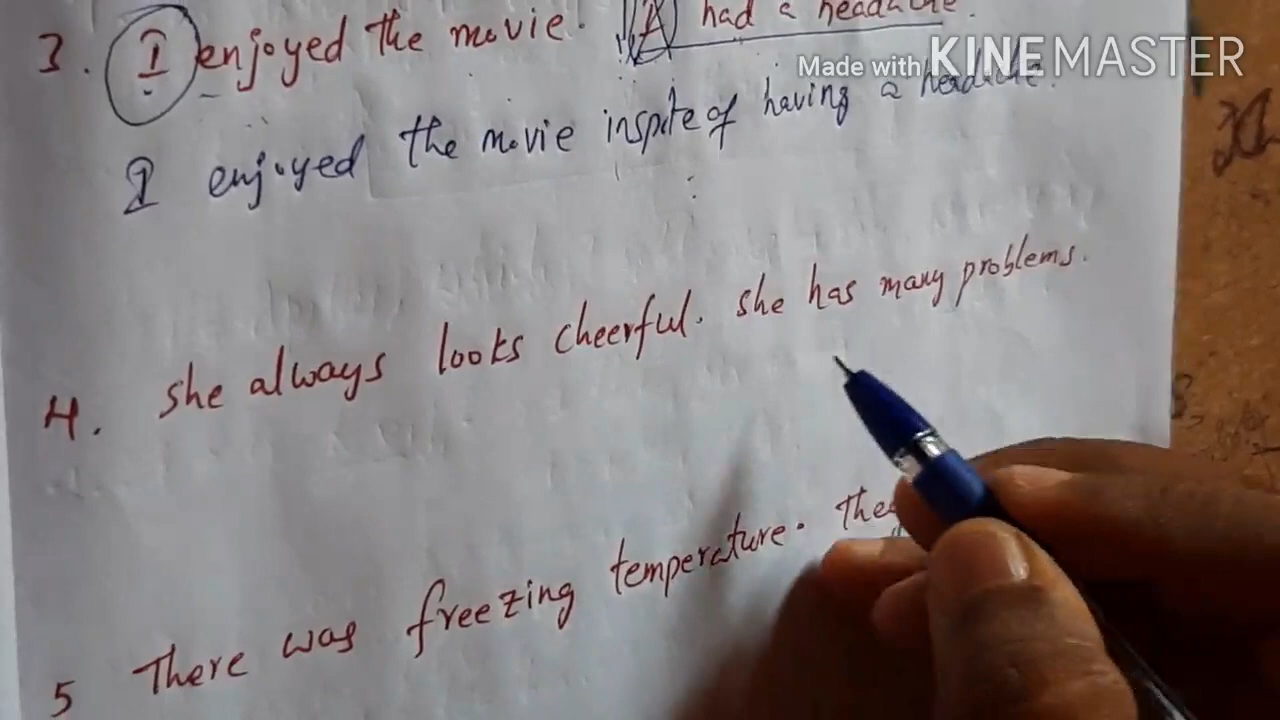 3. I enjoyed the movie. I had a headache.
Made with KINEMASTER
I enjoyed the movie inspite of having a headache.
4. She always looks cheerful. She has many problems.
5 There was freezing temperature. The